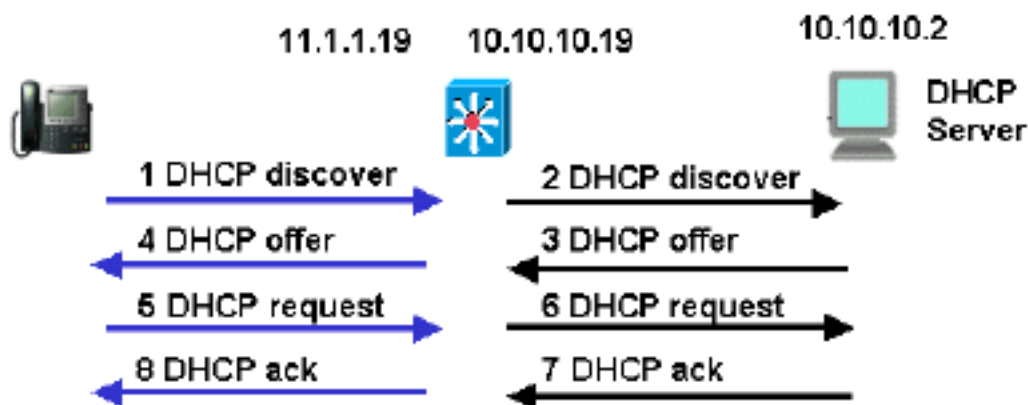 11.1.1.19
10.10.10.19
10.10.10.2
DHCP
Server
1 DHCP discover
2 DHCP discover
4 DHCP offer
3 DHCP offer
5 DHCP request
6 DHCP request
8 DHCP ack
7 DHCP ack